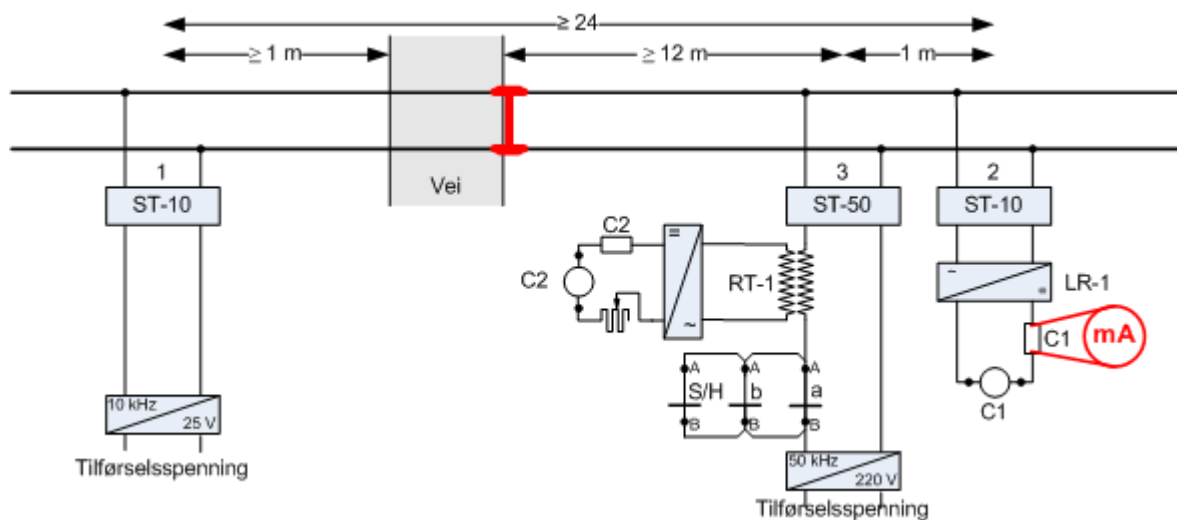 ≥ 24
≥ 1 m
≥ 12 m
1 m
1
3
2
Vei
ST-10
ST-50
ST-10
C2
C2
=
~
RT-1
LR-1
C1
mA
C1
A
A
A
S/H
b
a
B
B
B
10 kHz
25 V
50 kHz
220 V
Tilførselsspenning
Tilførselsspenning